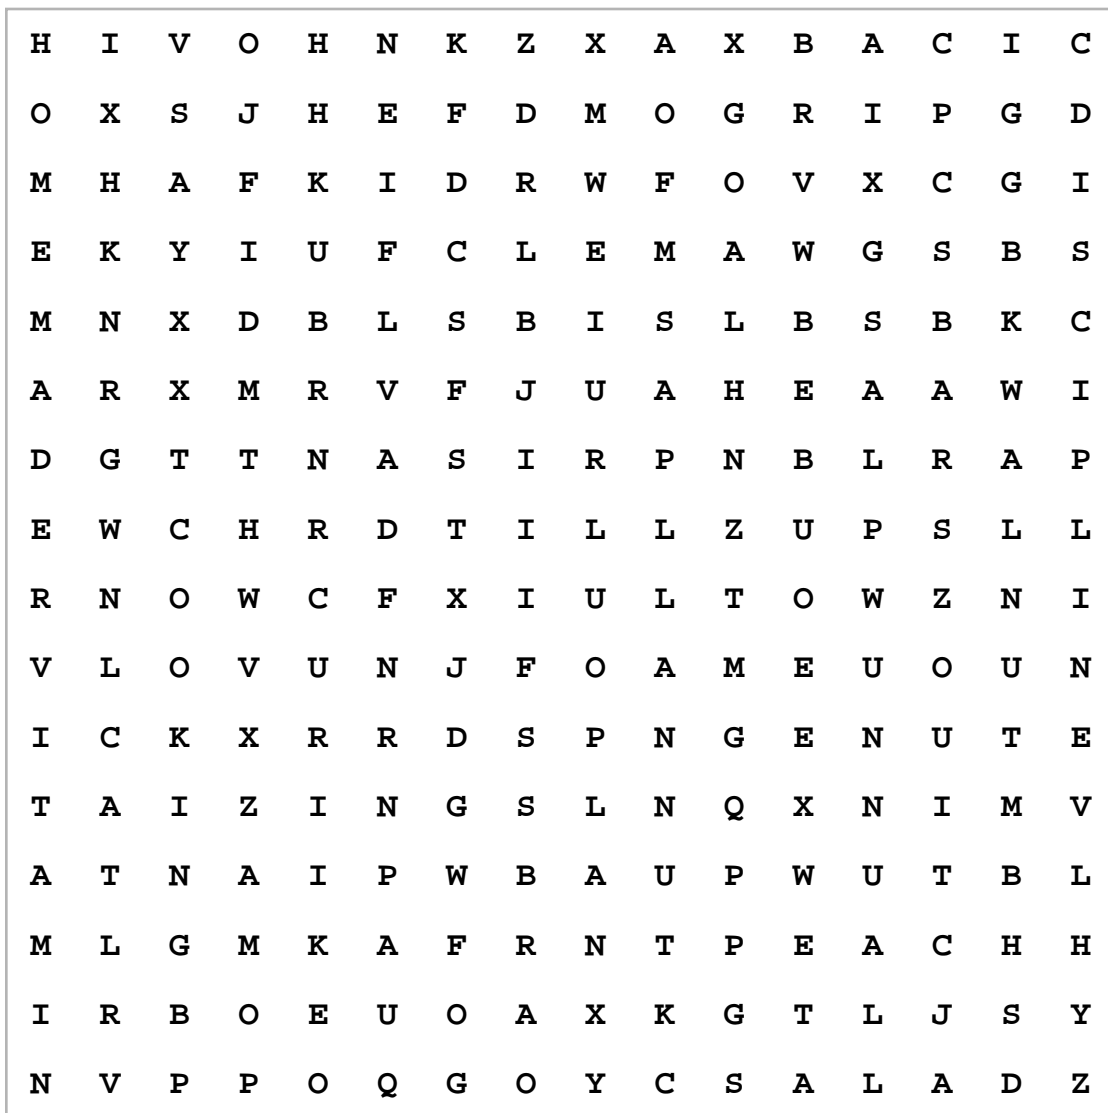 H I V O H N K Z X A X B A C I C
O X S J H E F D M O G R I P G D
M H A F K I D R W F O V X C G I
E K Y I U F C L E M A W G S B S
M N X D B L S B I S L B S B K C
A R X M R V F J U A H E A A W I
D G T T N A S I R P N B L R A P
E W C H R D T I L L Z U P S L L
R N O W C F X I U L T O W Z N I
V L O V U N J F O A M E U O U N
I C K X R R D S P N G E N U T E
T A I Z I N G S L N Q X N I M V
A T N A I P W B A U P W U T B L
M L G M K A F R N T P E A C H H
I R B O E U O A X K G T L J S Y
N V P P O Q G O Y C S A L A D Z